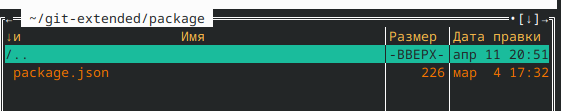 ← ~/git-extended/package •[↓]→
↓и Имя Размер Дата правки
/.. -ВВЕРХ- апр 11 20:51
package.json 226 мар 4 17:32